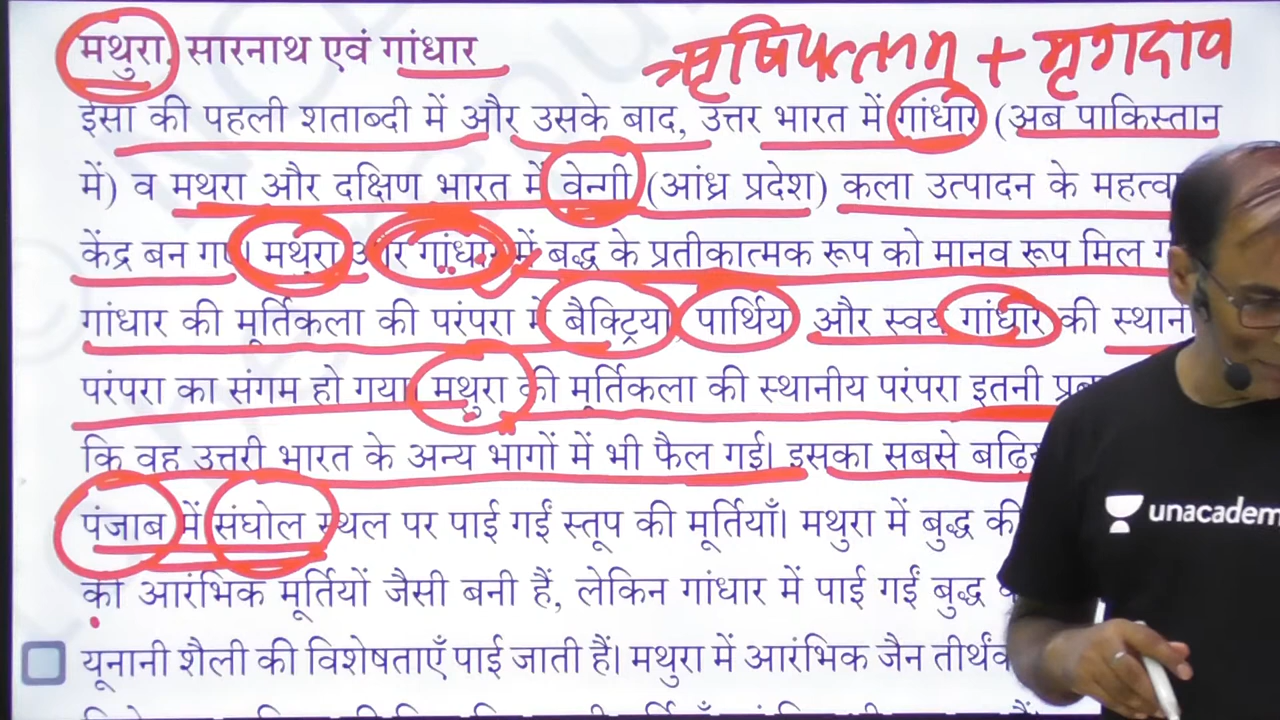 मथुरा, सारनाथ एवं गांधार
ऋषिपत्तनम् + मृगदाव
ईसा की पहली शताब्दी में और उसके बाद, उत्तर भारत में गांधार (अब पाकिस्तान
में) व मथुरा और दक्षिण भारत में वेन्गी (आंध्र प्रदेश) कला उत्पादन के
केंद्र बन गए। मथुरा और गांधार में बुद्ध के प्रतीकात्मक रूप को मानव रूप मिल
गांधार की मूर्तिकला की परंपरा में बैक्ट्रिया, पार्थिया और स्वयं गांधार की
परंपरा का संगम हो गया। मथुरा की मूर्तिकला की स्थानीय परंपरा इतनी
कि वह उत्तरी भारत के अन्य भागों में भी फैल गई। इसका सबसे
पंजाब में संघोल स्थल पर पाई गईं स्तूप की मूर्तियाँ। मथुरा में बुद्ध की
की आरंभिक मूर्तियों जैसी बनी हैं, लेकिन गांधार में पाई गईं बुद्ध
यूनानी शैली की विशेषताएँ पाई जाती हैं। मथुरा में आरंभिक जैन
unacadem